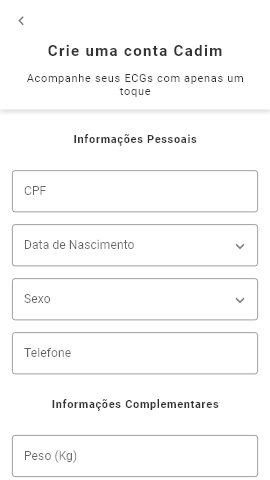 Crie uma conta Cadim
Acompanhe seus ECGs com apenas um
toque
Informações Pessoais
CPF
Data de Nascimento
Sexo
Telefone
Informações Complementares
Peso (Kg)